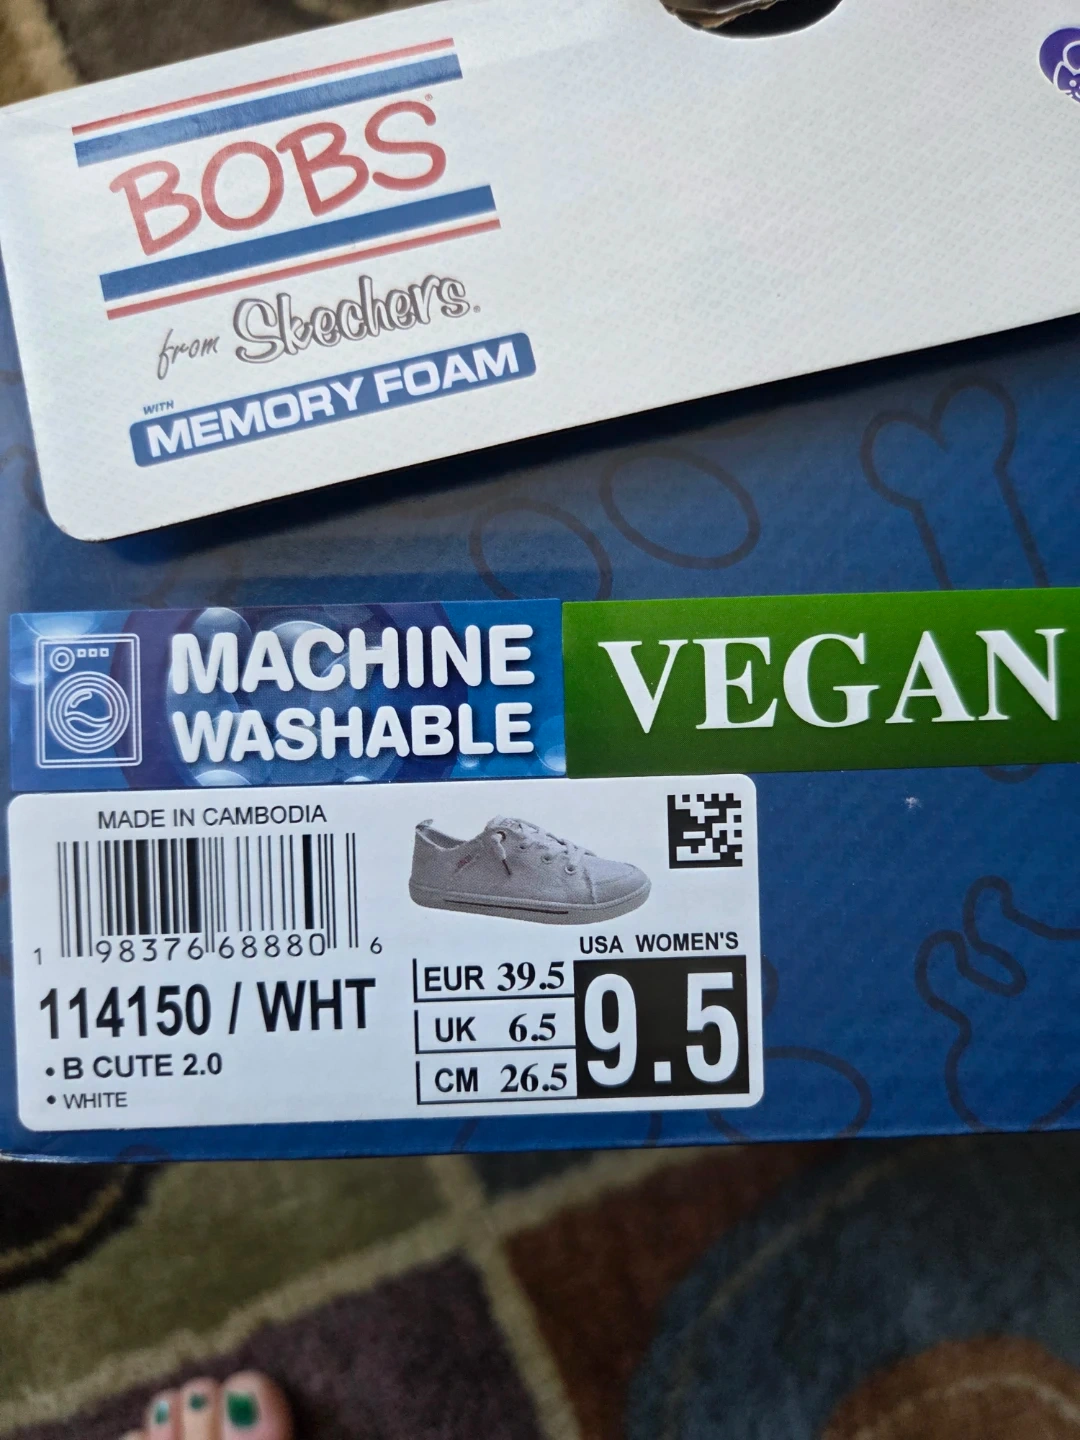 BOBS®
from Skechers®
WITH
MEMORY FOAM
MACHINE
WASHABLE
VEGAN
MADE IN CAMBODIA
1 98376 68880 6
114150 / WHT
• B CUTE 2.0
• WHITE
USA WOMEN'S
EUR 39.5
UK 6.5
CM 26.5
9.5